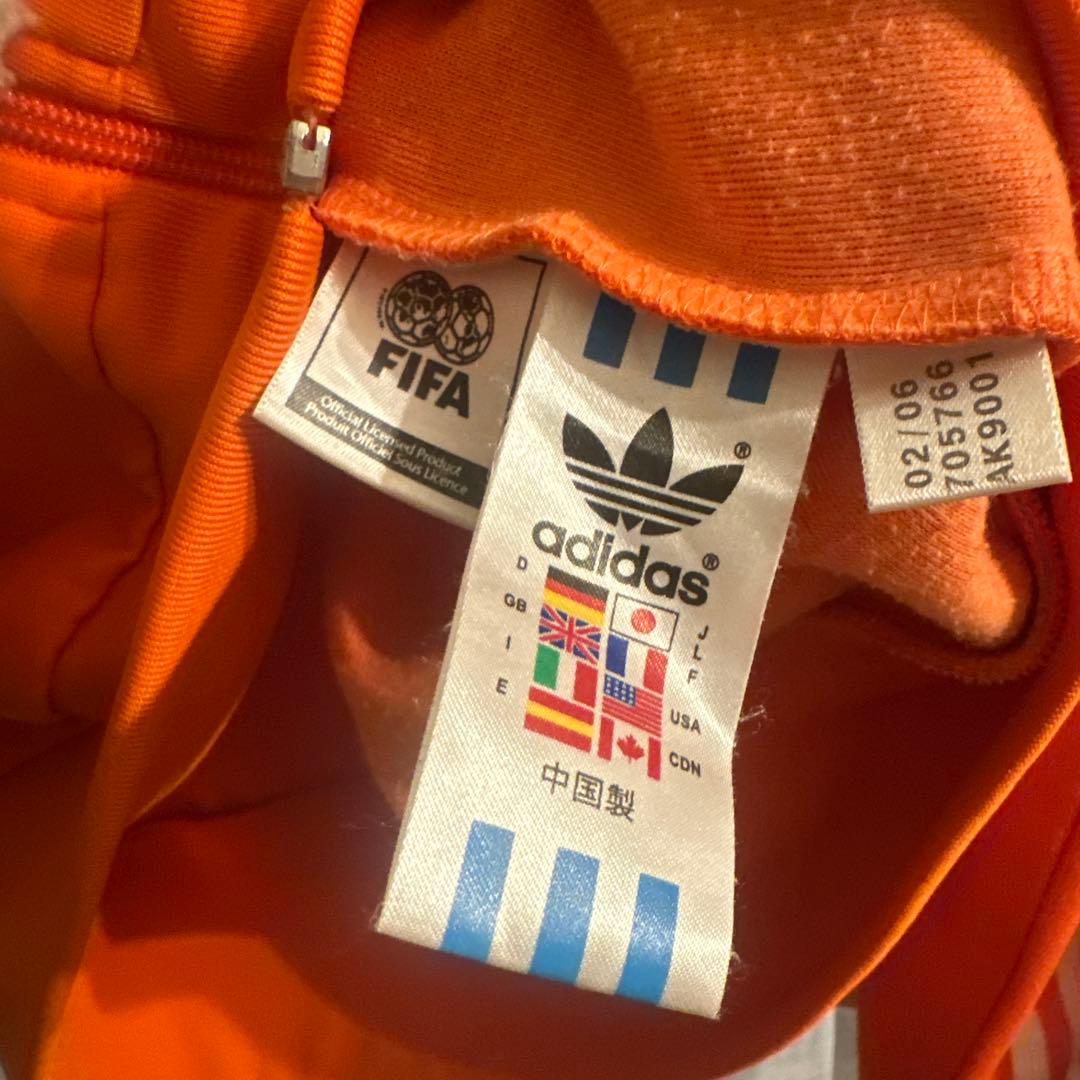 FIFA
Official Licensed Product
Produit Officiel Sous Licence
®
adidas®
D
GB
I
E
J
L
F
USA
CDN
中国製
02/06
705766
AK9001